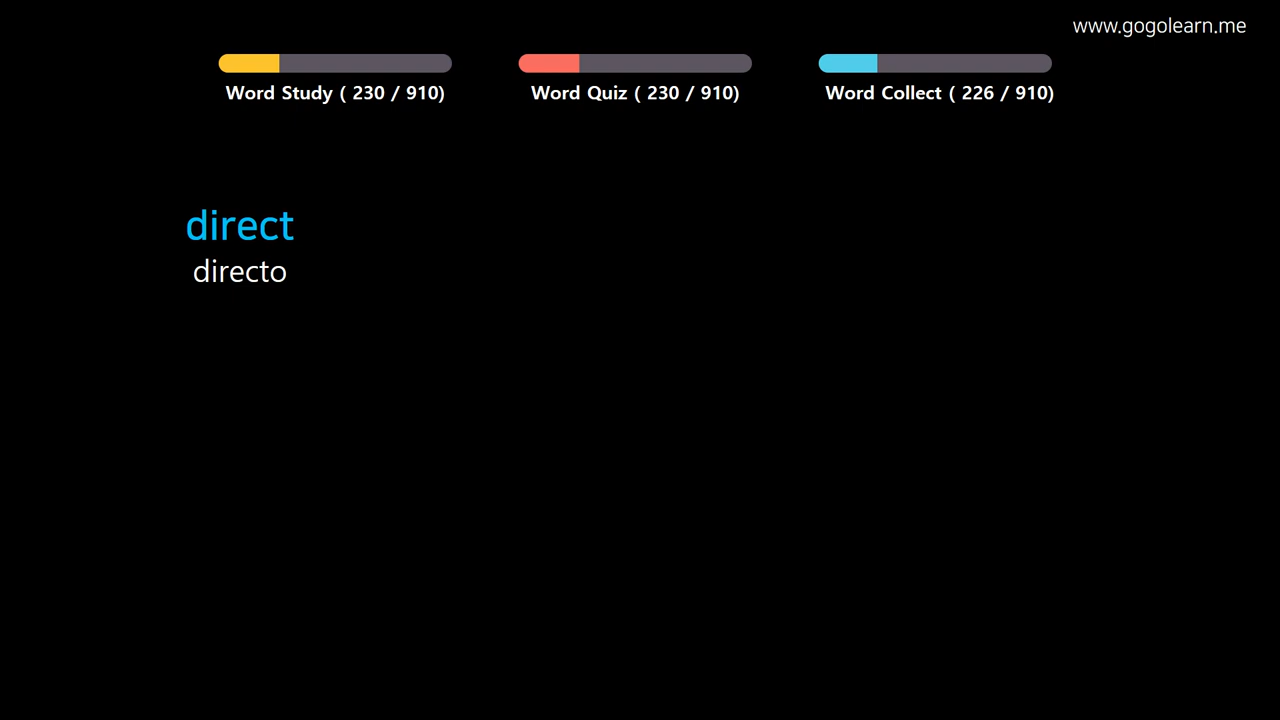 www.gogolearn.me
Word Study ( 230 / 910)
Word Quiz ( 230 / 910)
Word Collect ( 226 / 910)
direct
directo